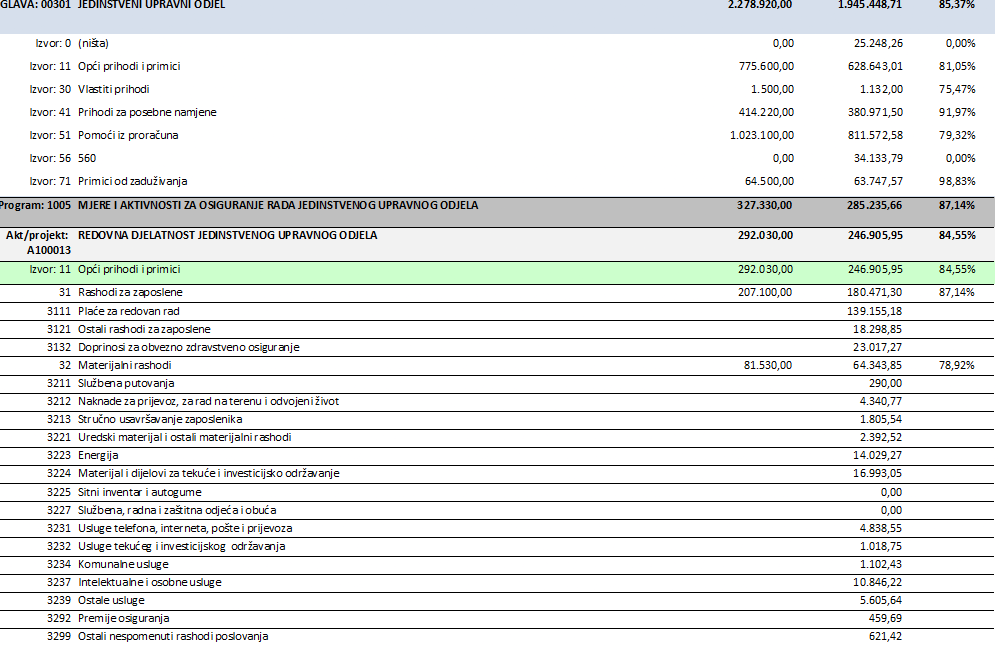 GLAVA: 00301 JEDINSTVENI UPRAVNI ODJEL 2.278.920,00 1.945.448,71 85,37%
Izvor: 0 (ništa) 0,00 25.248,26 0,00%
Izvor: 11 Opći prihodi i primici 775.600,00 628.643,01 81,05%
Izvor: 30 Vlastiti prihodi 1.500,00 1.132,00 75,47%
Izvor: 41 Prihodi za posebne namjene 414.220,00 380.971,50 91,97%
Izvor: 51 Pomoći iz proračuna 1.023.100,00 811.572,58 79,32%
Izvor: 56 560 0,00 34.133,79 0,00%
Izvor: 71 Primici od zaduživanja 64.500,00 63.747,57 98,83%
Program: 1005 MJERE I AKTIVNOSTI ZA OSIGURANJE RADA JEDINSTVENOG UPRAVNOG ODJELA 327.330,00 285.235,66 87,14%
Akt/projekt: REDOVNA DJELATNOST JEDINSTVENOG UPRAVNOG ODJELA 292.030,00 246.905,95 84,55%
A100013
Izvor: 11 Opći prihodi i primici 292.030,00 246.905,95 84,55%
31 Rashodi za zaposlene 207.100,00 180.471,30 87,14%
3111 Plaće za redovan rad 139.155,18
3121 Ostali rashodi za zaposlene 18.298,85
3132 Doprinosi za obvezno zdravstveno osiguranje 23.017,27
32 Materijalni rashodi 81.530,00 64.343,85 78,92%
3211 Službena putovanja 290,00
3212 Naknade za prijevoz, za rad na terenu i odvojeni život 4.340,77
3213 Stručno usavršavanje zaposlenika 1.805,54
3221 Uredski materijal i ostali materijalni rashodi 2.392,52
3223 Energija 14.029,27
3224 Materijal i dijelovi za tekuće i investicijsko održavanje 16.993,05
3225 Sitni inventar i autogume 0,00
3227 Službena, radna i zaštitna odjeća i obuća 0,00
3231 Usluge telefona, interneta, pošte i prijevoza 4.838,55
3232 Usluge tekućeg i investicijskog održavanja 1.018,75
3234 Komunalne usluge 1.102,43
3237 Intelektualne i osobne usluge 10.846,22
3239 Ostale usluge 5.605,64
3292 Premije osiguranja 459,69
3299 Ostali nespomenuti rashodi poslovanja 621,42